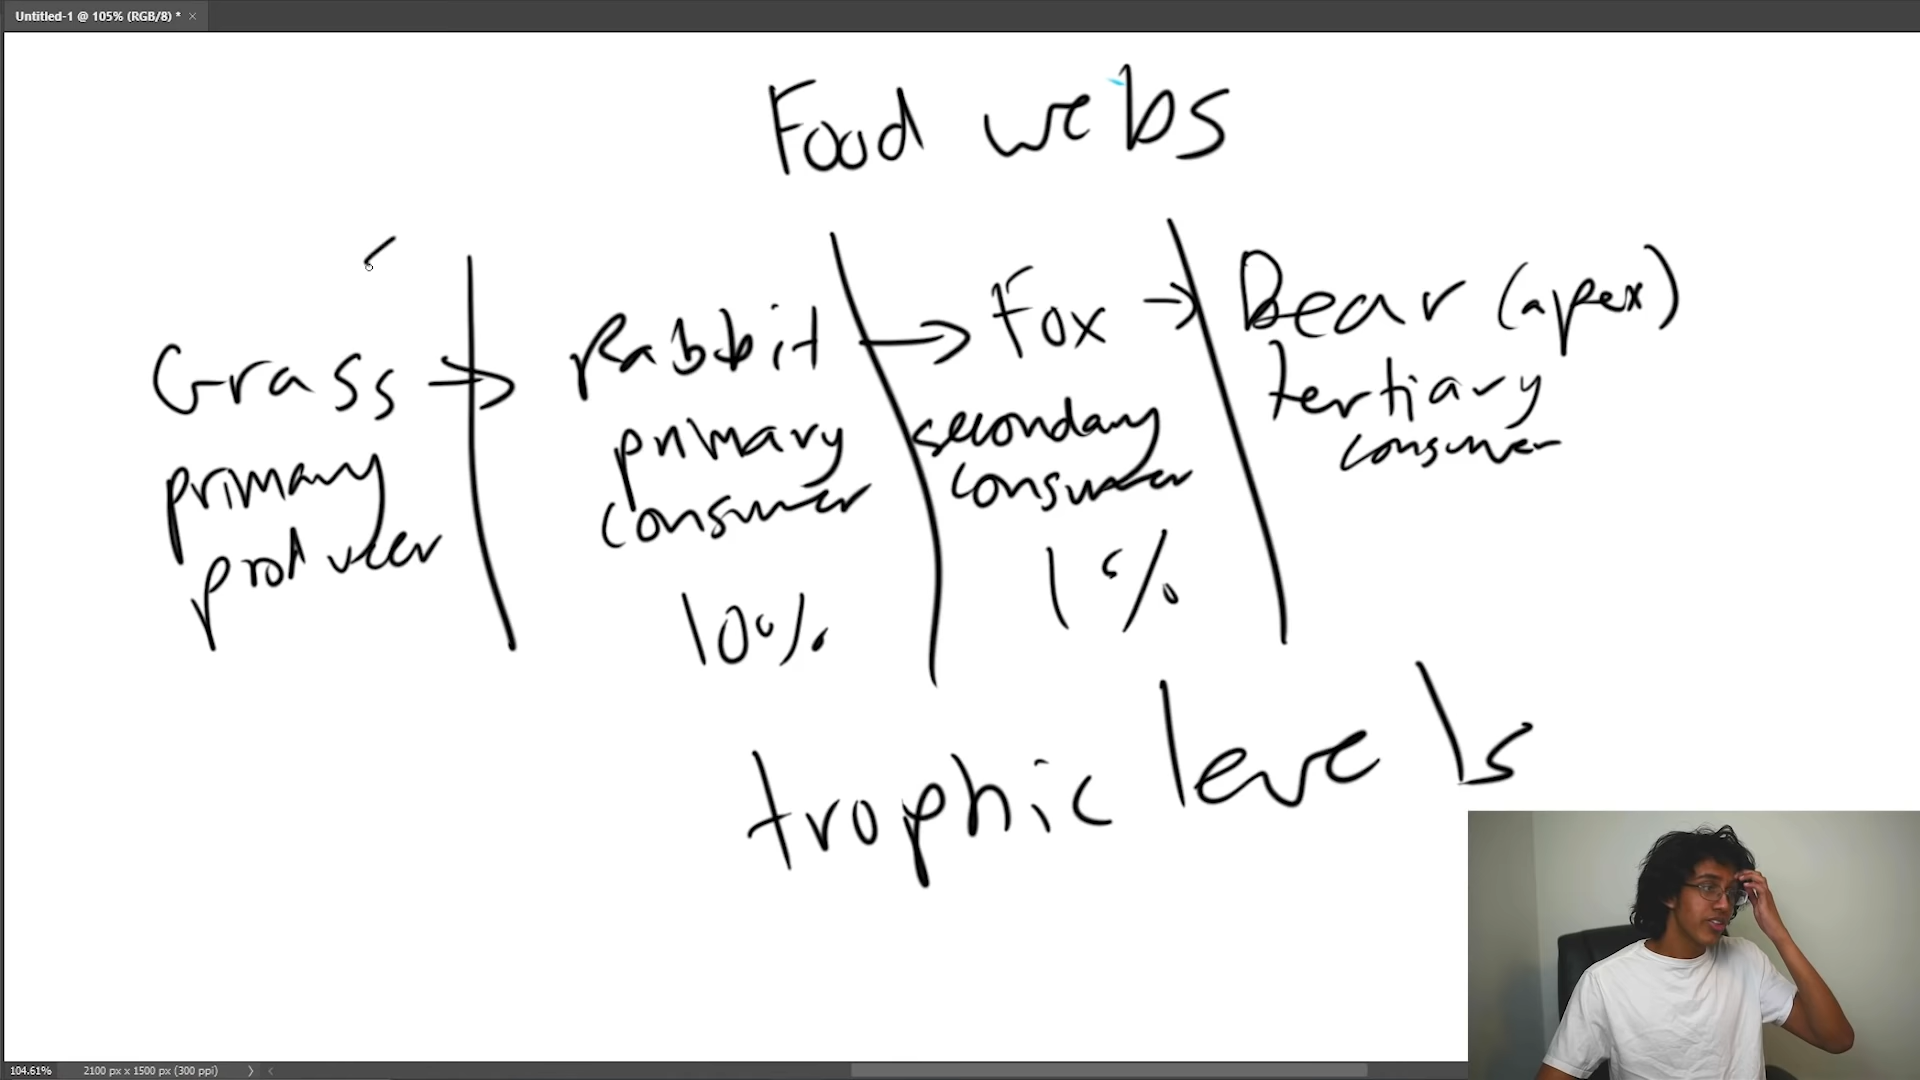 Untitled-1 @ 105% (RGB/8) * ×
Food webs
Grass → Rabbit → Fox → Bear (apex)
primary producer
primary consumer
secondary consumer
tertiary consumer
10%
1%
trophic levels
104.61% 2100 px x 1500 px (300 ppi)